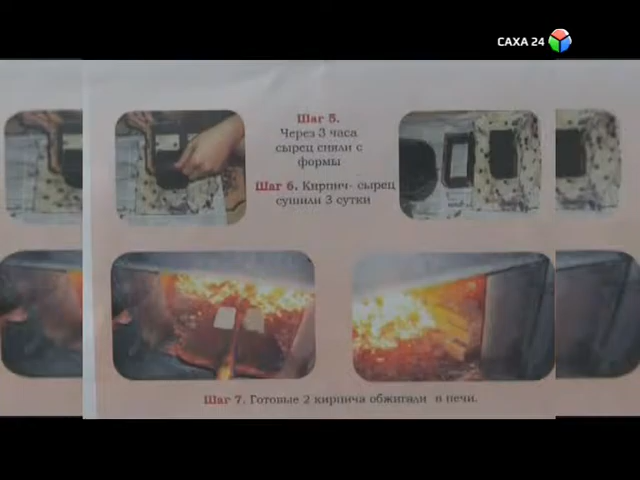 САХА 24
Шаг 5.
Через 3 часа
сырец сняли с
формы
Шаг 6. Кирпич- сырец
сушили 3 сутки
Шаг 7. Готовые 2 кирпича обжигали в печи.